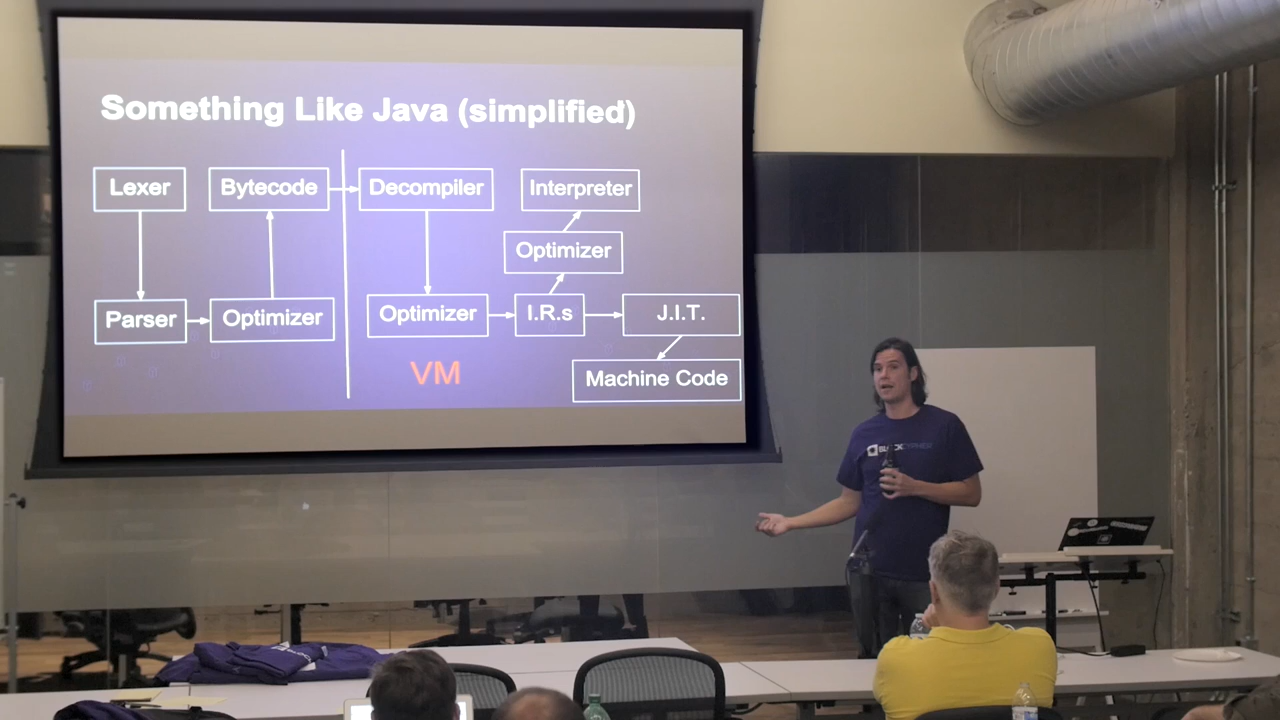 Something Like Java (simplified)
Lexer
Bytecode
Decompiler
Interpreter
Optimizer
Parser
Optimizer
Optimizer
I.R.s
J.I.T.
VM
Machine Code